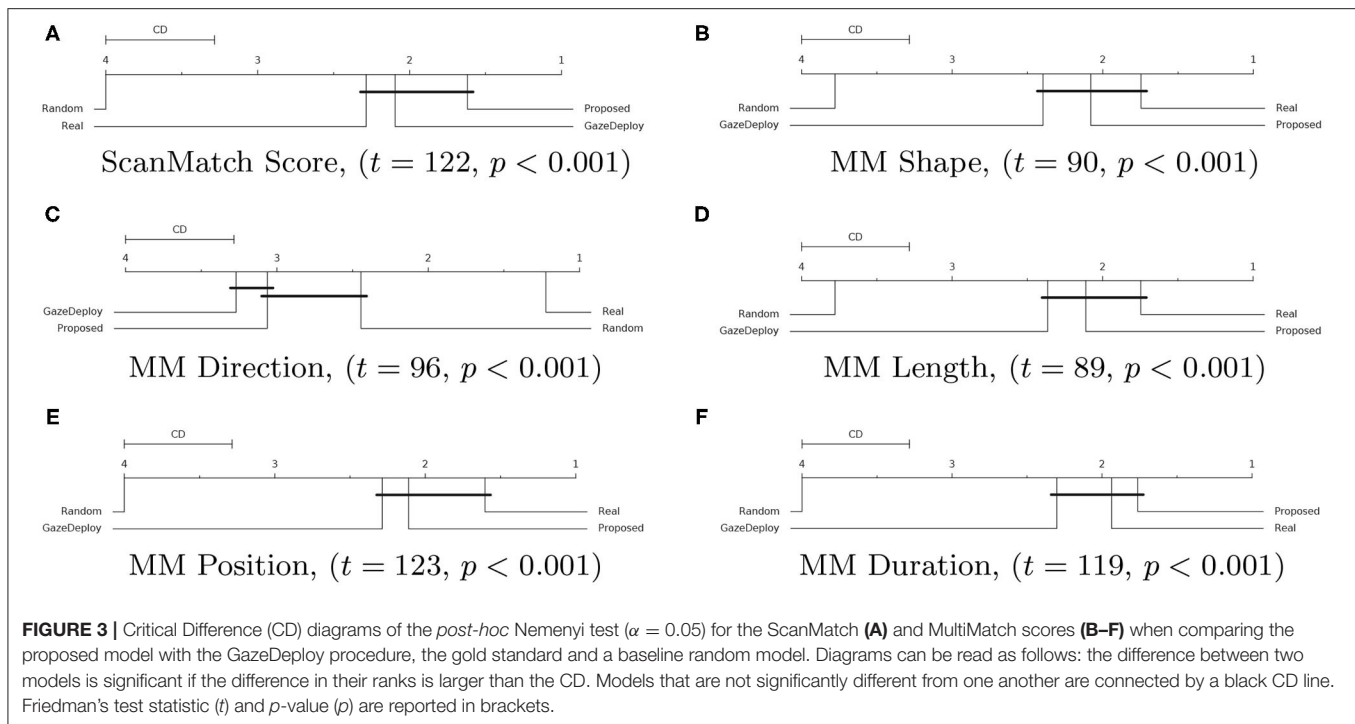 A
CD
4 3 2 1
Random Proposed
Real GazeDeploy
ScanMatch Score, (t = 122, p < 0.001)
B
CD
4 3 2 1
Random Real
GazeDeploy Proposed
MM Shape, (t = 90, p < 0.001)
C
CD
4 3 2 1
GazeDeploy Real
Proposed Random
MM Direction, (t = 96, p < 0.001)
D
CD
4 3 2 1
Random Real
GazeDeploy Proposed
MM Length, (t = 89, p < 0.001)
E
CD
4 3 2 1
Random Real
GazeDeploy Proposed
MM Position, (t = 123, p < 0.001)
F
CD
4 3 2 1
Random Proposed
GazeDeploy Real
MM Duration, (t = 119, p < 0.001)
FIGURE 3 | Critical Difference (CD) diagrams of the post-hoc Nemenyi test (α = 0.05) for the ScanMatch (A) and MultiMatch scores (B–F) when comparing the
proposed model with the GazeDeploy procedure, the gold standard and a baseline random model. Diagrams can be read as follows: the difference between two
models is significant if the difference in their ranks is larger than the CD. Models that are not significantly different from one another are connected by a black CD line.
Friedman's test statistic (t) and p-value (p) are reported in brackets.